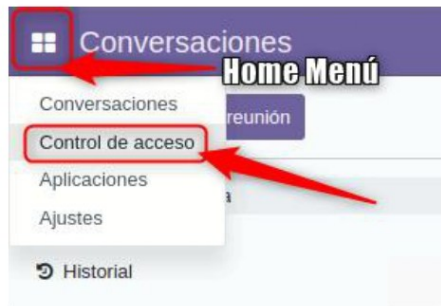 Conversaciones
Home Menú
Conversaciones
reunión
Control de acceso
Aplicaciones
a
Ajustes
Historial